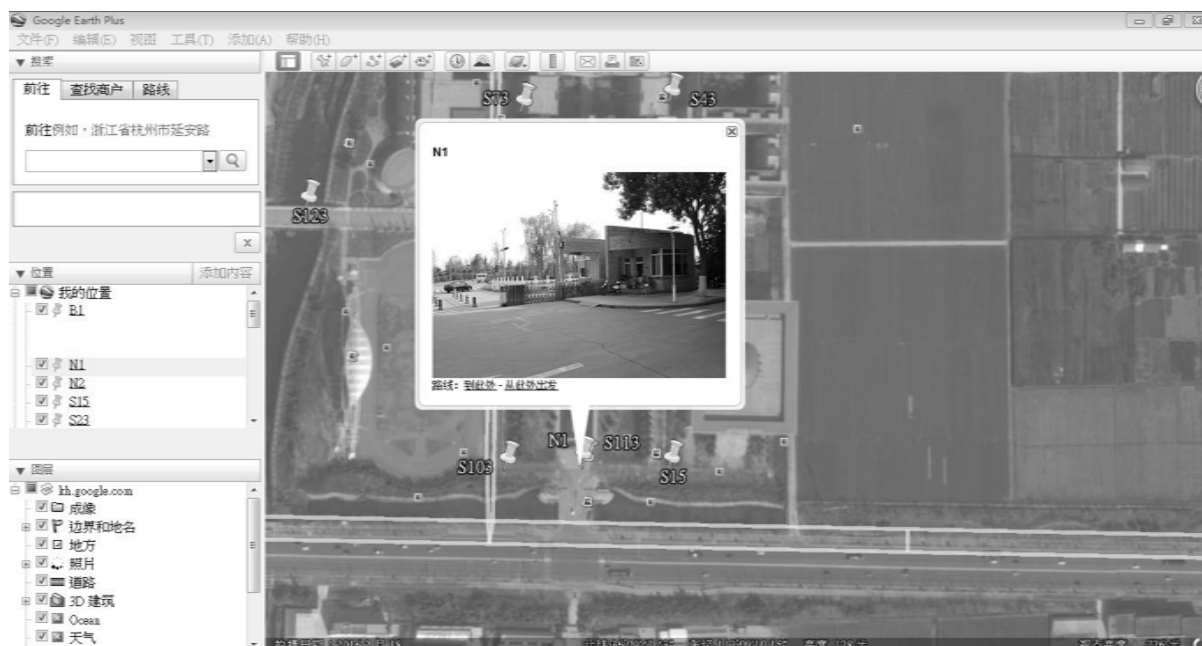 Google Earth Plus
文件(F) 编辑(E) 视图 工具(T) 添加(A) 帮助(H)
▼ 搜索
前往 查找商户 路线
前往例如，浙江省杭州市延安路
▼ 位置 添加内容
我的位置
B1
N1
N2
S15
S23
▼ 图层
kh.google.com
成像
边界和地名
地方
照片
道路
3D 建筑
Ocean
天气
S73 S43
N1
S123
路线：到此处 - 从此处出发
N1 S113
S103 S15